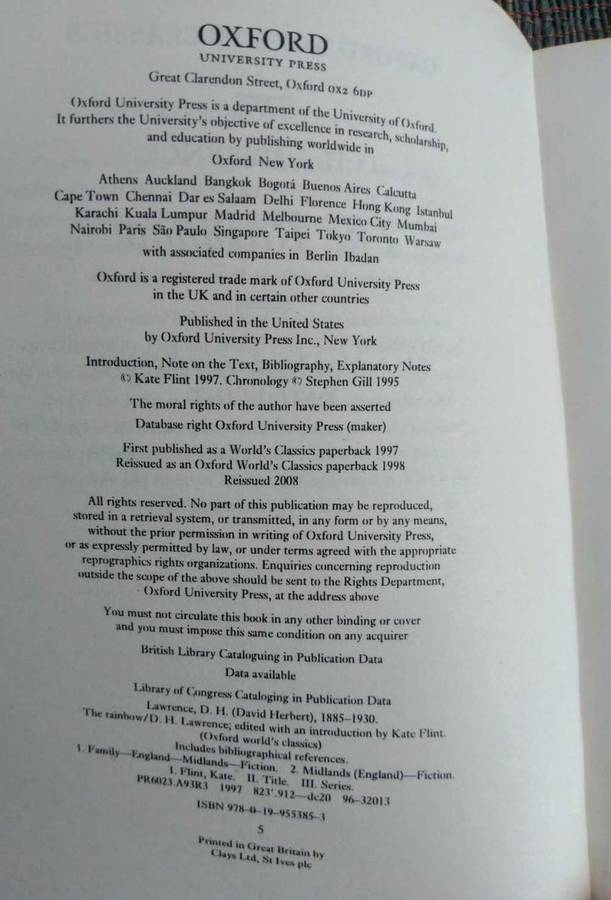 OXFORD
UNIVERSITY PRESS
Great Clarendon Street, Oxford OX2 6DP
Oxford University Press is a department of the University of Oxford.
It furthers the University's objective of excellence in research, scholarship,
and education by publishing worldwide in
Oxford New York
Athens Auckland Bangkok Bogotá Buenos Aires Calcutta
Cape Town Chennai Dar es Salaam Delhi Florence Hong Kong Istanbul
Karachi Kuala Lumpur Madrid Melbourne Mexico City Mumbai
Nairobi Paris São Paulo Singapore Taipei Tokyo Toronto Warsaw
with associated companies in Berlin Ibadan
Oxford is a registered trade mark of Oxford University Press
in the UK and in certain other countries
Published in the United States
by Oxford University Press Inc., New York
Introduction, Note on the Text, Bibliography, Explanatory Notes
© Kate Flint 1997. Chronology © Stephen Gill 1995
The moral rights of the author have been asserted
Database right Oxford University Press (maker)
First published as a World's Classics paperback 1997
Reissued as an Oxford World's Classics paperback 1998
Reissued 2008
All rights reserved. No part of this publication may be reproduced,
stored in a retrieval system, or transmitted, in any form or by any means,
without the prior permission in writing of Oxford University Press,
or as expressly permitted by law, or under terms agreed with the appropriate
reprographics rights organizations. Enquiries concerning reproduction
outside the scope of the above should be sent to the Rights Department,
Oxford University Press, at the address above
You must not circulate this book in any other binding or cover
and you must impose this same condition on any acquirer
British Library Cataloguing in Publication Data
Data available
Library of Congress Cataloging in Publication Data
Lawrence, D. H. (David Herbert), 1885–1930.
The rainbow/D. H. Lawrence; edited with an introduction by Kate Flint.
(Oxford world's classics)
Includes bibliographical references.
1. Family—England—Midlands—Fiction. 2. Midlands (England)—Fiction.
I. Flint, Kate. II. Title. III. Series.
PR6023.A93R3 1997 823'.912—dc20 96-32013
ISBN 978-0-19-955385-3
5
Printed in Great Britain by
Clays Ltd, St Ives plc